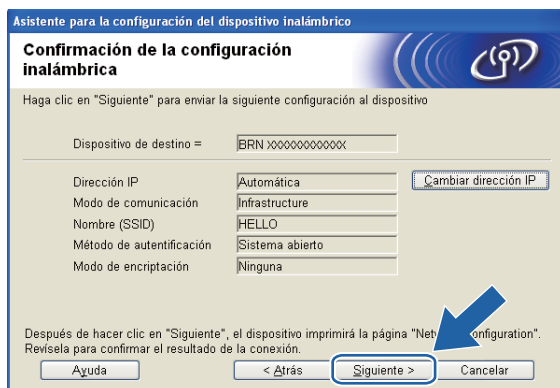 Asistente para la configuración del dispositivo inalámbrico
Confirmación de la configuración
inalámbrica
Haga clic en "Siguiente" para enviar la siguiente configuración al dispositivo
Dispositivo de destino = BRN XXXXXXXXXXXX
Dirección IP Automática Cambiar dirección IP
Modo de comunicación Infrastructure
Nombre (SSID) HELLO
Método de autentificación Sistema abierto
Modo de encriptación Ninguna
Después de hacer clic en "Siguiente", el dispositivo imprimirá la página "Net onfiguration".
Revísela para confirmar el resultado de la conexión.
Ayuda < Atrás Siguiente > Cancelar